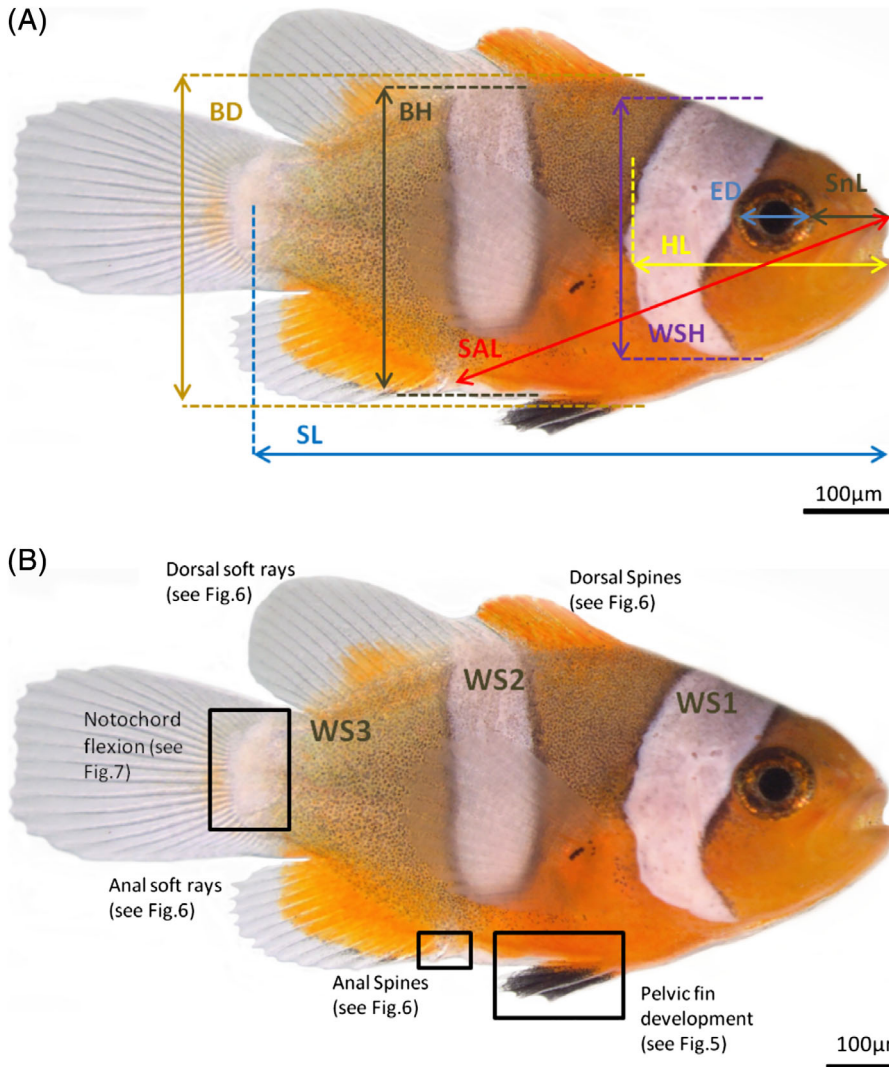 (A)
BD
BH
ED
SnL
HL
WSH
SAL
SL
100µm
(B)
Dorsal soft rays
(see Fig.6)
Dorsal Spines
(see Fig.6)
WS2
WS1
WS3
Notochord
flexion (see
Fig.7)
Anal soft rays
(see Fig.6)
Anal Spines
(see Fig.6)
Pelvic fin
development
(see Fig.5)
100µm